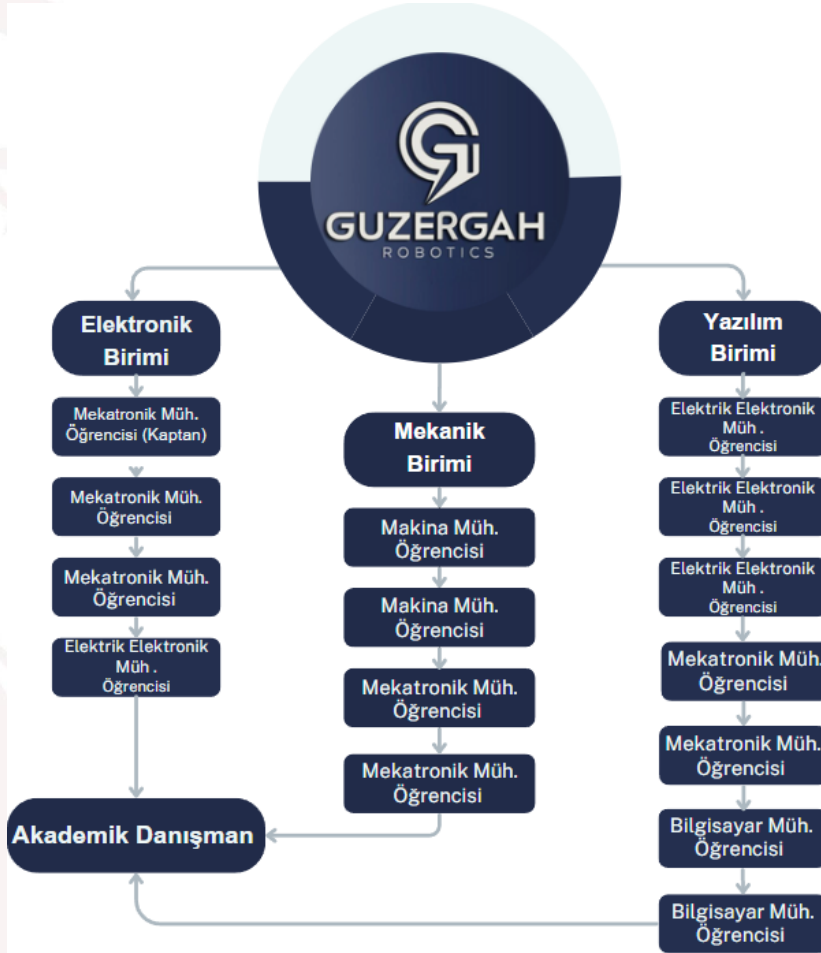 GUZERGAH
ROBOTICS
Elektronik
Birimi
Mekatronik Müh.
Öğrencisi (Kaptan)
Mekatronik Müh.
Öğrencisi
Mekatronik Müh.
Öğrencisi
Elektrik Elektronik
Müh .
Öğrencisi
Mekanik
Birimi
Makina Müh.
Öğrencisi
Makina Müh.
Öğrencisi
Mekatronik Müh.
Öğrencisi
Mekatronik Müh.
Öğrencisi
Yazılım
Birimi
Elektrik Elektronik
Müh .
Öğrencisi
Elektrik Elektronik
Müh .
Öğrencisi
Elektrik Elektronik
Müh .
Öğrencisi
Mekatronik Müh.
Öğrencisi
Mekatronik Müh.
Öğrencisi
Bilgisayar Müh.
Öğrencisi
Bilgisayar Müh.
Öğrencisi
Akademik Danışman